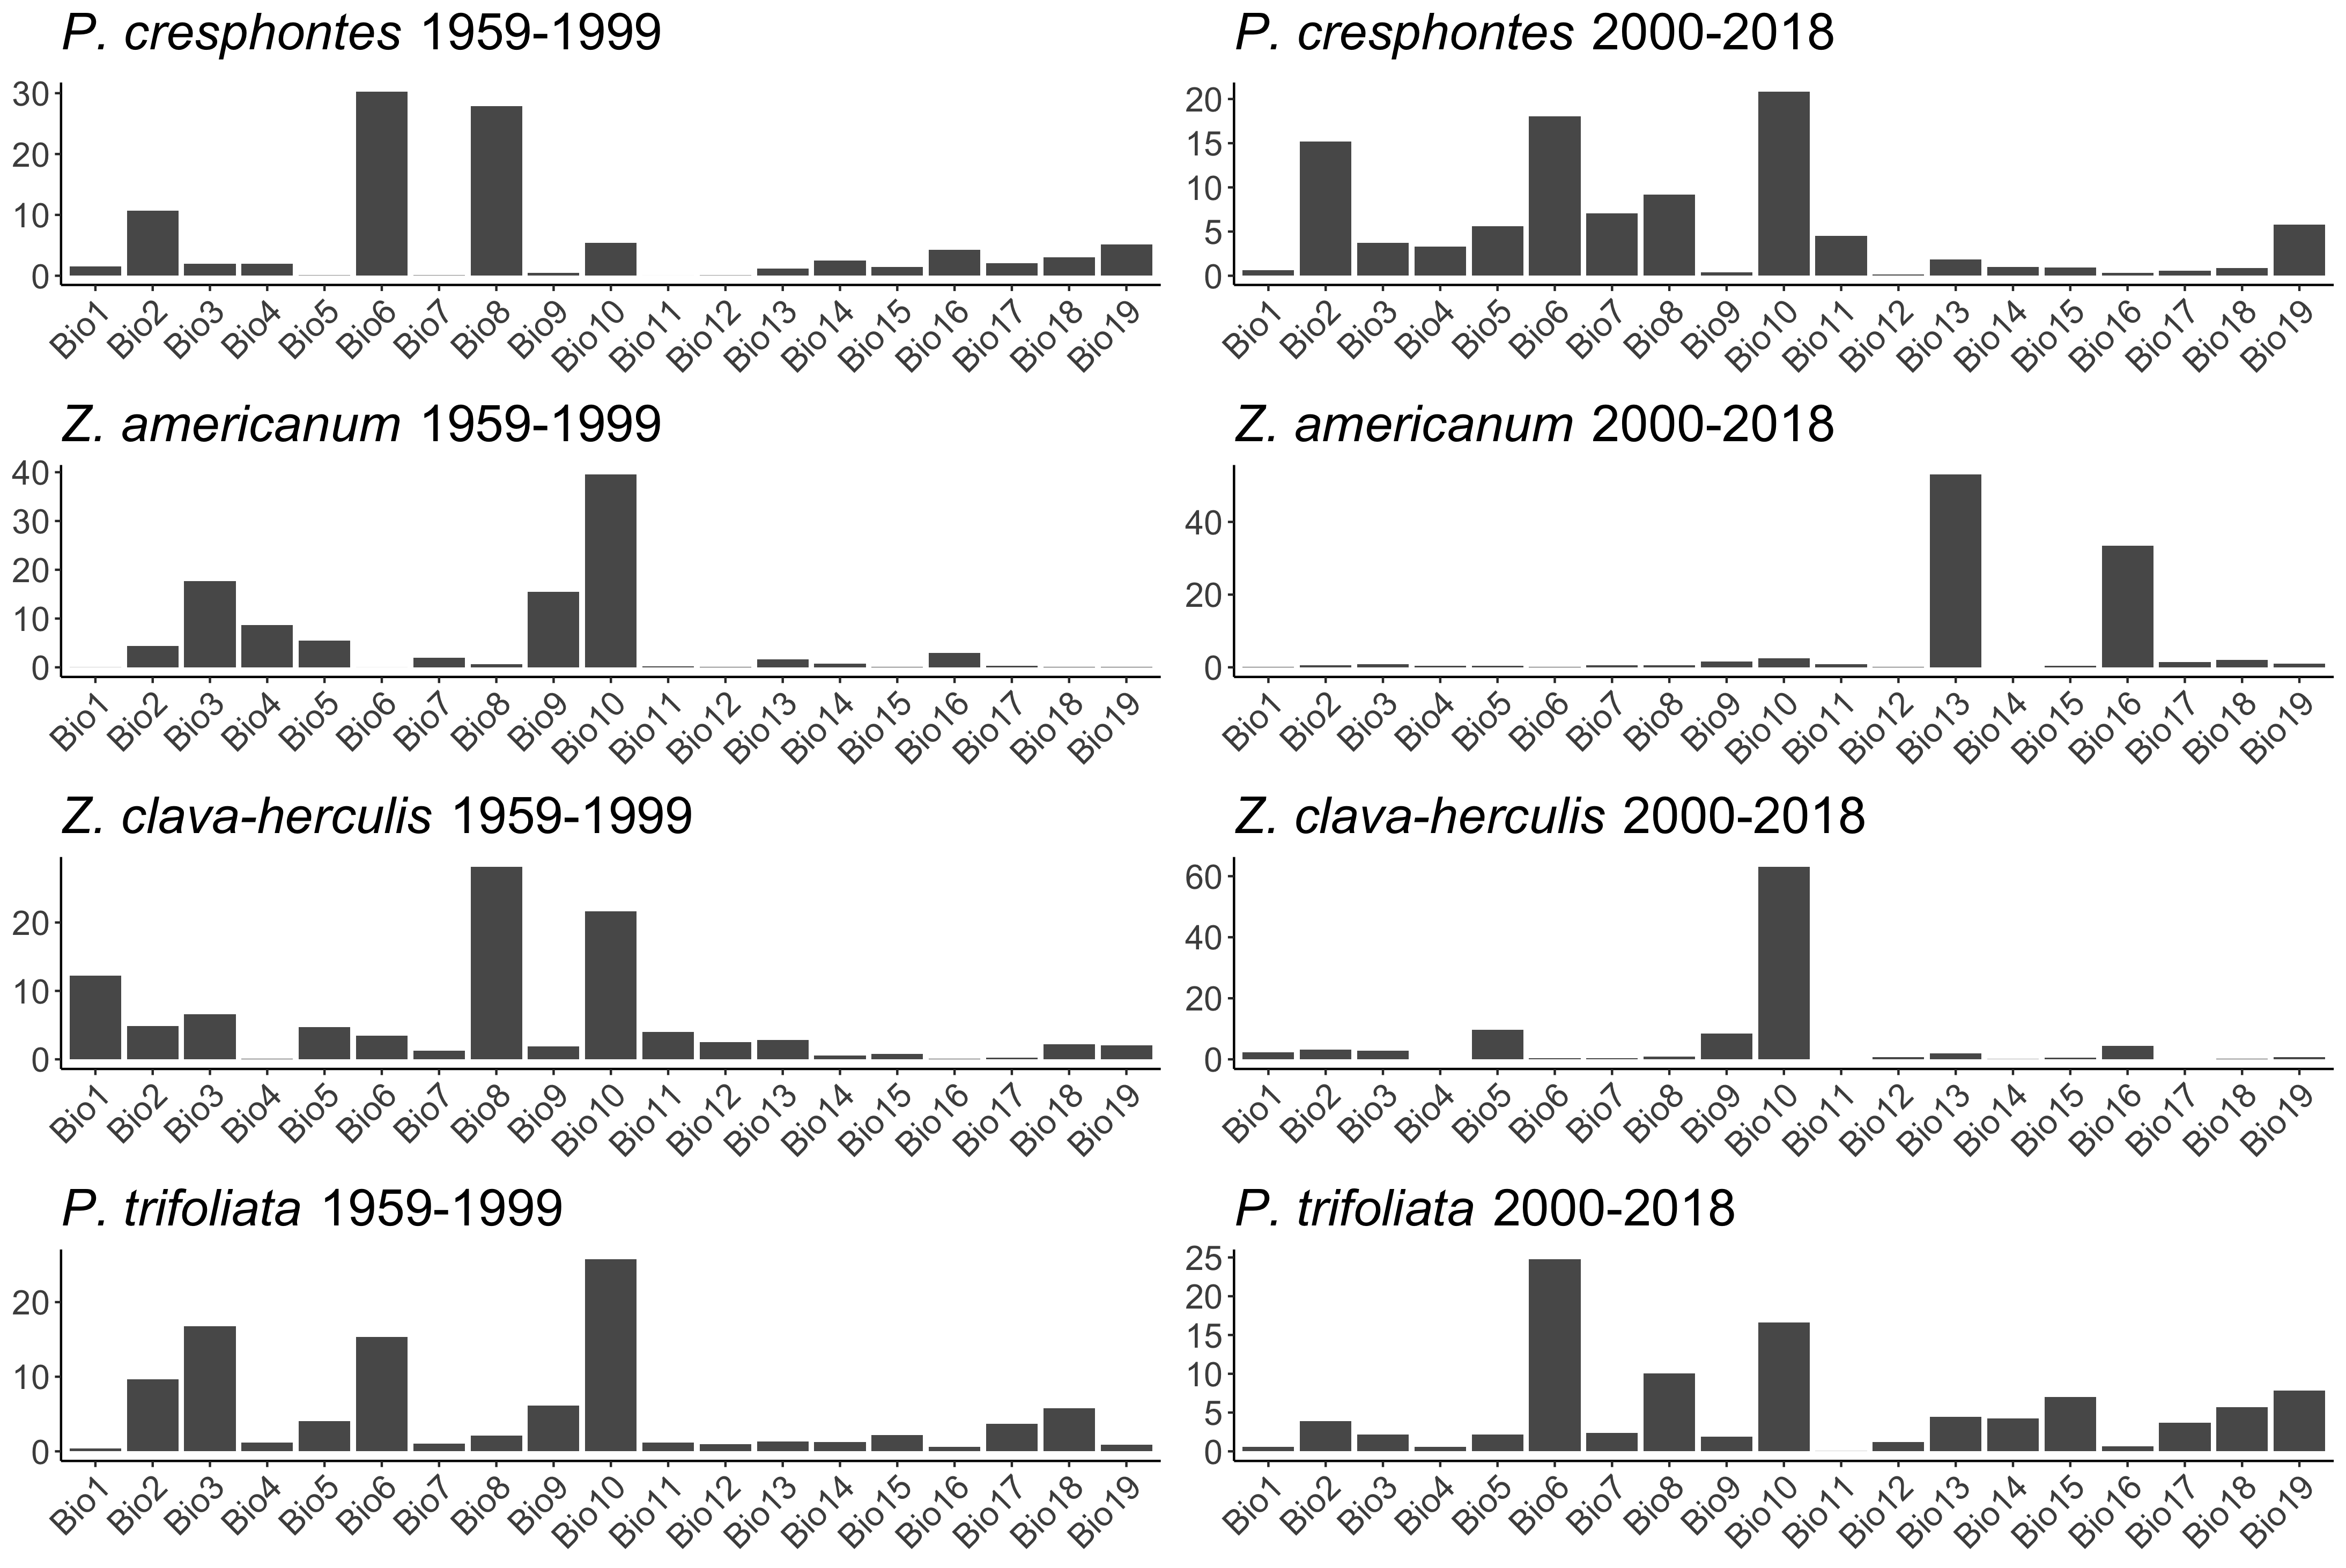 P. cresphontes 1959-1999
30
20
10
0
Bio1 Bio2 Bio3 Bio4 Bio5 Bio6 Bio7 Bio8 Bio9 Bio10 Bio11 Bio12 Bio13 Bio14 Bio15 Bio16 Bio17 Bio18 Bio19
P. cresphontes 2000-2018
20
15
10
5
0
Bio1 Bio2 Bio3 Bio4 Bio5 Bio6 Bio7 Bio8 Bio9 Bio10 Bio11 Bio12 Bio13 Bio14 Bio15 Bio16 Bio17 Bio18 Bio19
Z. americanum 1959-1999
40
30
20
10
0
Bio1 Bio2 Bio3 Bio4 Bio5 Bio6 Bio7 Bio8 Bio9 Bio10 Bio11 Bio12 Bio13 Bio14 Bio15 Bio16 Bio17 Bio18 Bio19
Z. americanum 2000-2018
40
20
0
Bio1 Bio2 Bio3 Bio4 Bio5 Bio6 Bio7 Bio8 Bio9 Bio10 Bio11 Bio12 Bio13 Bio14 Bio15 Bio16 Bio17 Bio18 Bio19
Z. clava-herculis 1959-1999
20
10
0
Bio1 Bio2 Bio3 Bio4 Bio5 Bio6 Bio7 Bio8 Bio9 Bio10 Bio11 Bio12 Bio13 Bio14 Bio15 Bio16 Bio17 Bio18 Bio19
Z. clava-herculis 2000-2018
60
40
20
0
Bio1 Bio2 Bio3 Bio4 Bio5 Bio6 Bio7 Bio8 Bio9 Bio10 Bio11 Bio12 Bio13 Bio14 Bio15 Bio16 Bio17 Bio18 Bio19
P. trifoliata 1959-1999
20
10
0
Bio1 Bio2 Bio3 Bio4 Bio5 Bio6 Bio7 Bio8 Bio9 Bio10 Bio11 Bio12 Bio13 Bio14 Bio15 Bio16 Bio17 Bio18 Bio19
P. trifoliata 2000-2018
25
20
15
10
5
0
Bio1 Bio2 Bio3 Bio4 Bio5 Bio6 Bio7 Bio8 Bio9 Bio10 Bio11 Bio12 Bio13 Bio14 Bio15 Bio16 Bio17 Bio18 Bio19